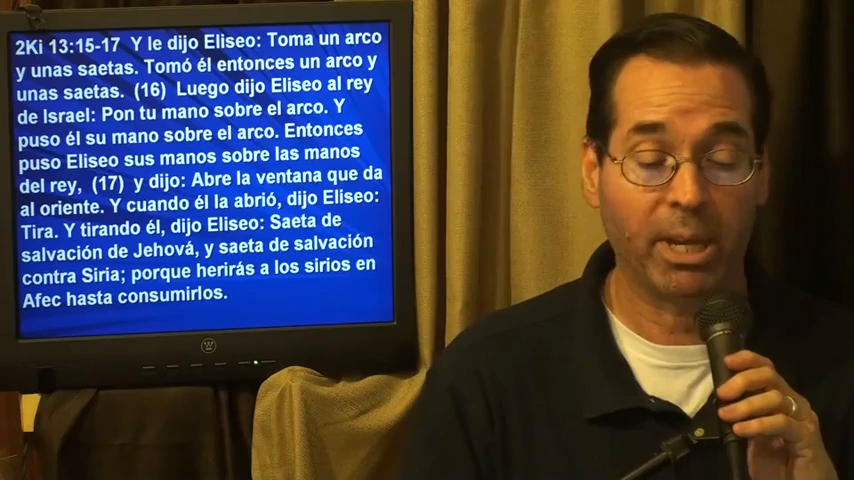 2Ki 13:15-17 Y le dijo Eliseo: Toma un arco
y unas saetas. Tomó él entonces un arco y
unas saetas. (16) Luego dijo Eliseo al rey
de Israel: Pon tu mano sobre el arco. Y
puso él su mano sobre el arco. Entonces
puso Eliseo sus manos sobre las manos
del rey, (17) y dijo: Abre la ventana que da
al oriente. Y cuando él la abrió, dijo Eliseo:
Tira. Y tirando él, dijo Eliseo: Saeta de
salvación de Jehová, y saeta de salvación
contra Siria; porque herirás a los sirios en
Afec hasta consumirlos.
W